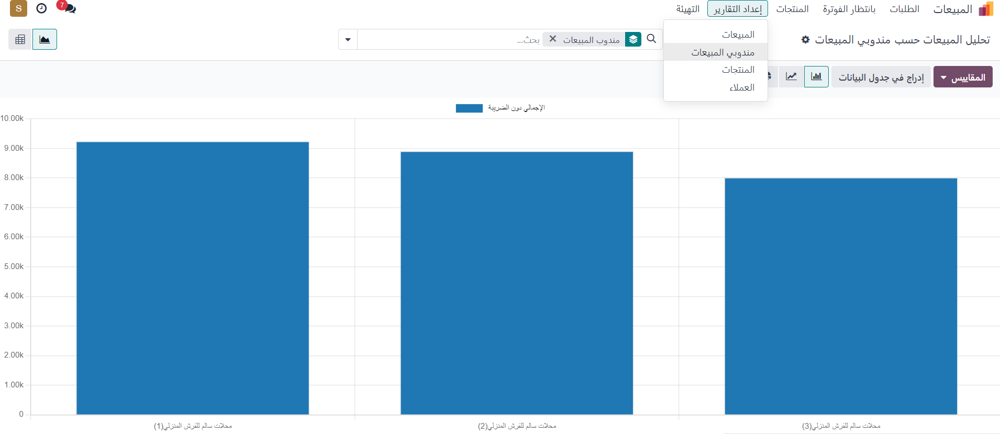 المبيعات
الطلبات
بانتظار الفوترة
المنتجات
إعداد التقارير
التهيئة
7
S
تحليل المبيعات حسب مندوبي المبيعات
مندوب المبيعات
بحث...
المبيعات
مندوبي المبيعات
المنتجات
العملاء
المقاييس
إدراج في جدول البيانات
الإجمالي دون الضريبة
10.00k
9.00k
8.00k
7.00k
6.00k
5.00k
4.00k
3.00k
2.00k
1.00k
0
محلات سالم للفرش المنزلي(1)
محلات سالم للفرش المنزلي(2)
محلات سالم للفرش المنزلي(3)